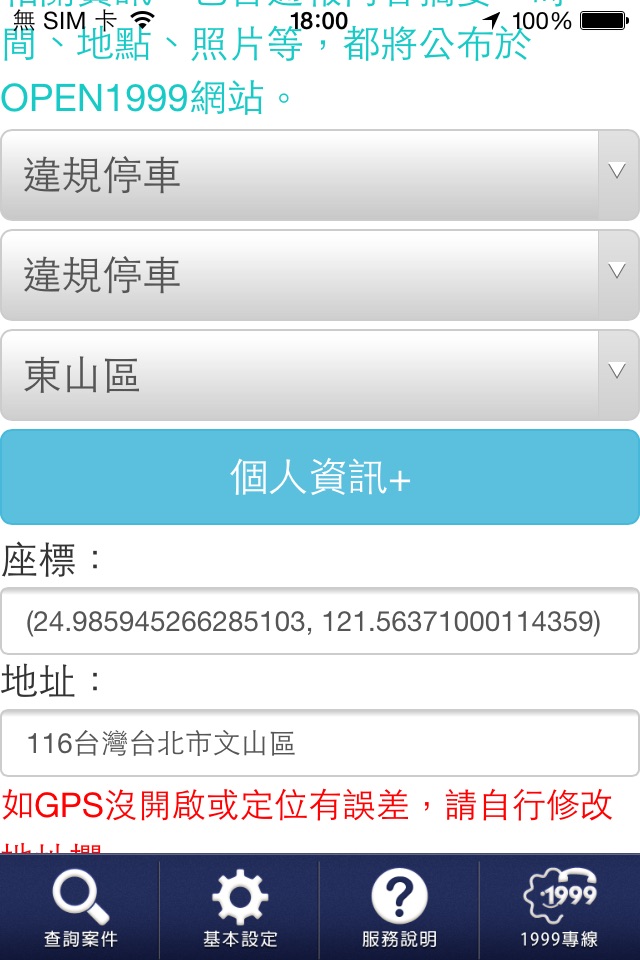 無 SIM 卡 18:00 100%
間、地點、照片等，都將公布於
OPEN1999網站。
違規停車
違規停車
東山區
個人資訊+
座標：
(24.985945266285103, 121.56371000114359)
地址：
116台灣台北市文山區
如GPS沒開啟或定位有誤差，請自行修改
查詢案件 基本設定 服務說明 1999 1999專線